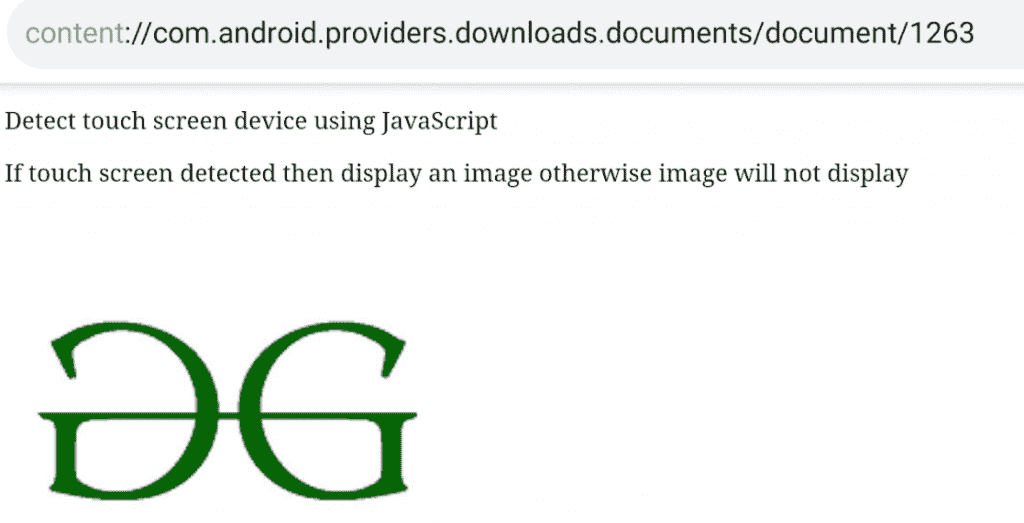 content://com.android.providers.downloads.documents/document/1263
Detect touch screen device using JavaScript
If touch screen detected then display an image otherwise image will not display